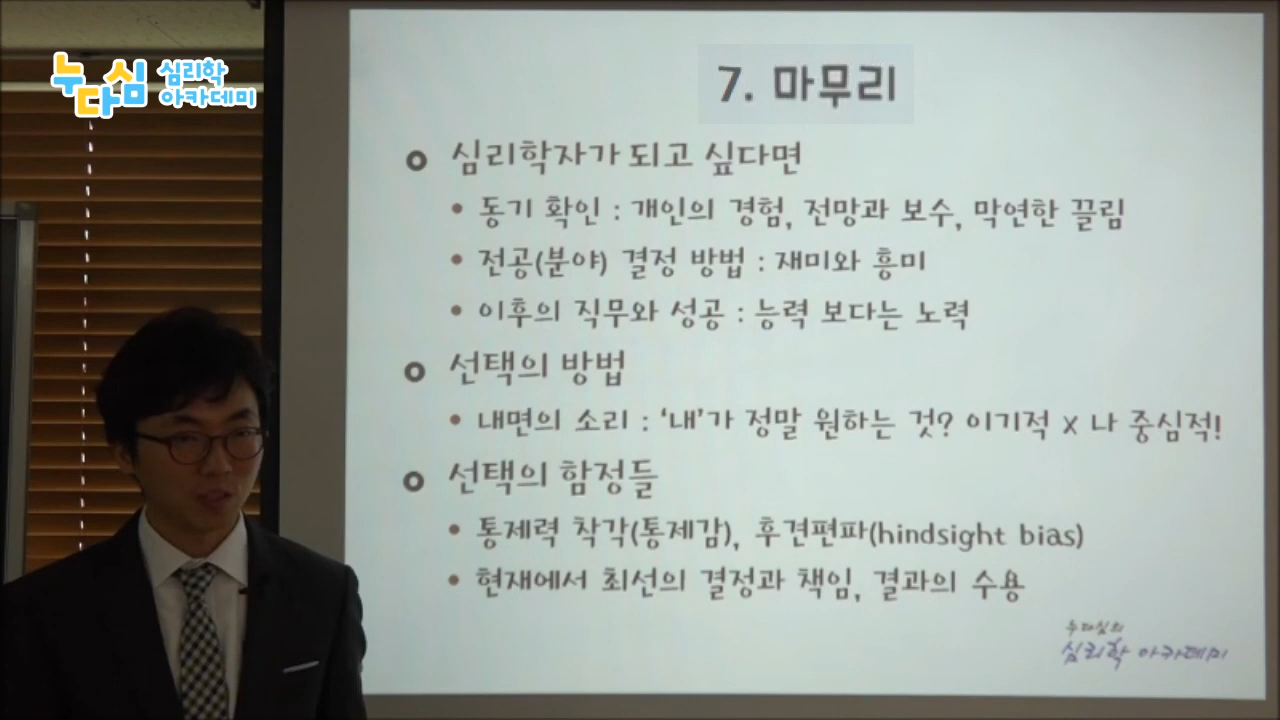 누다심 심리학
아카데미
7. 마무리
심리학자가 되고 싶다면
동기 확인 : 개인의 경험, 전망과 보수, 막연한 끌림
전공(분야) 결정 방법 : 재미와 흥미
이후의 직무와 성공 : 능력 보다는 노력
선택의 방법
내면의 소리 : ‘내’가 정말 원하는 것? 이기적 X 나 중심적!
선택의 함정들
통제력 착각(통제감), 후견편파(hindsight bias)
현재에서 최선의 결정과 책임, 결과의 수용
누다심의
심리학 아카데미